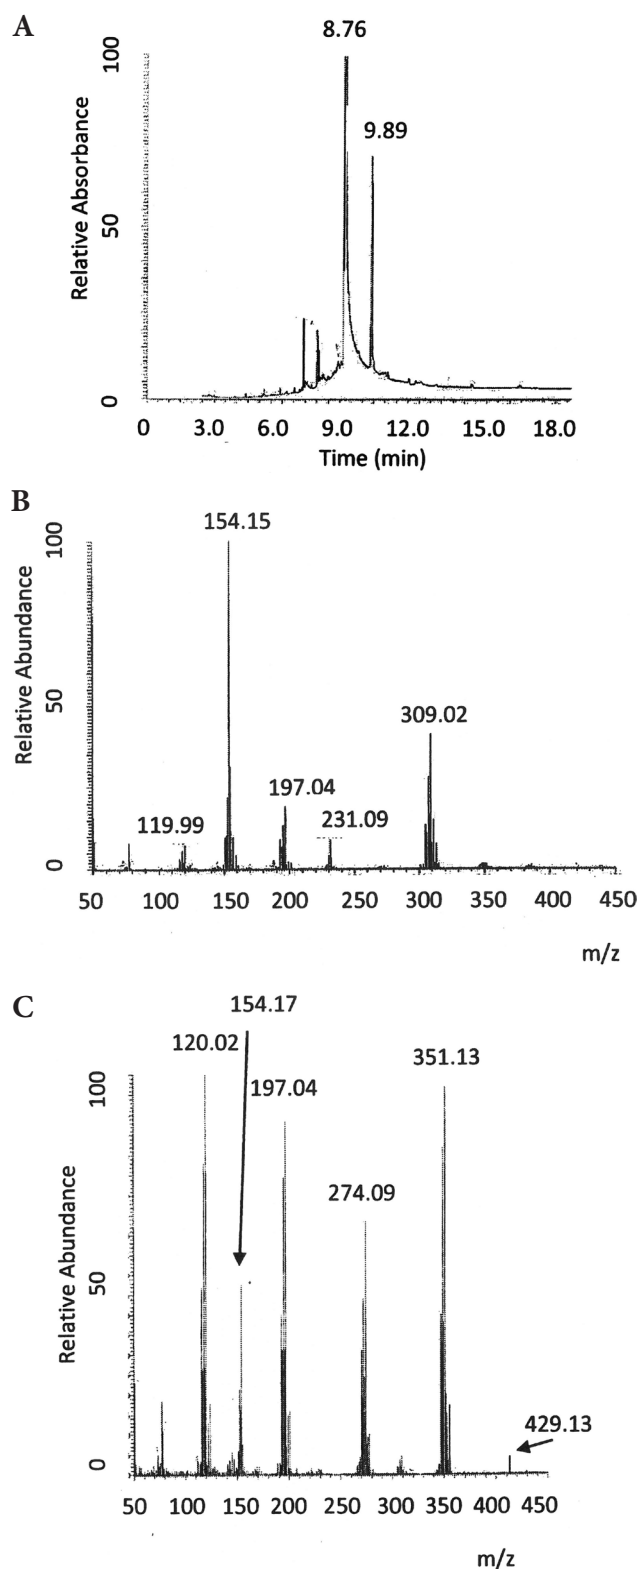 A
8.76
9.89
100
50
0
Relative Absorbance
0 3.0 6.0 9.0 12.0 15.0 18.0
Time (min)
B
154.15
309.02
197.04
231.09
119.99
100
50
0
Relative Abundance
50 100 150 200 250 300 350 400 450
m/z
C
154.17
120.02
351.13
197.04
274.09
429.13
100
50
0
Relative Abundance
50 100 150 200 250 300 350 400 450
m/z